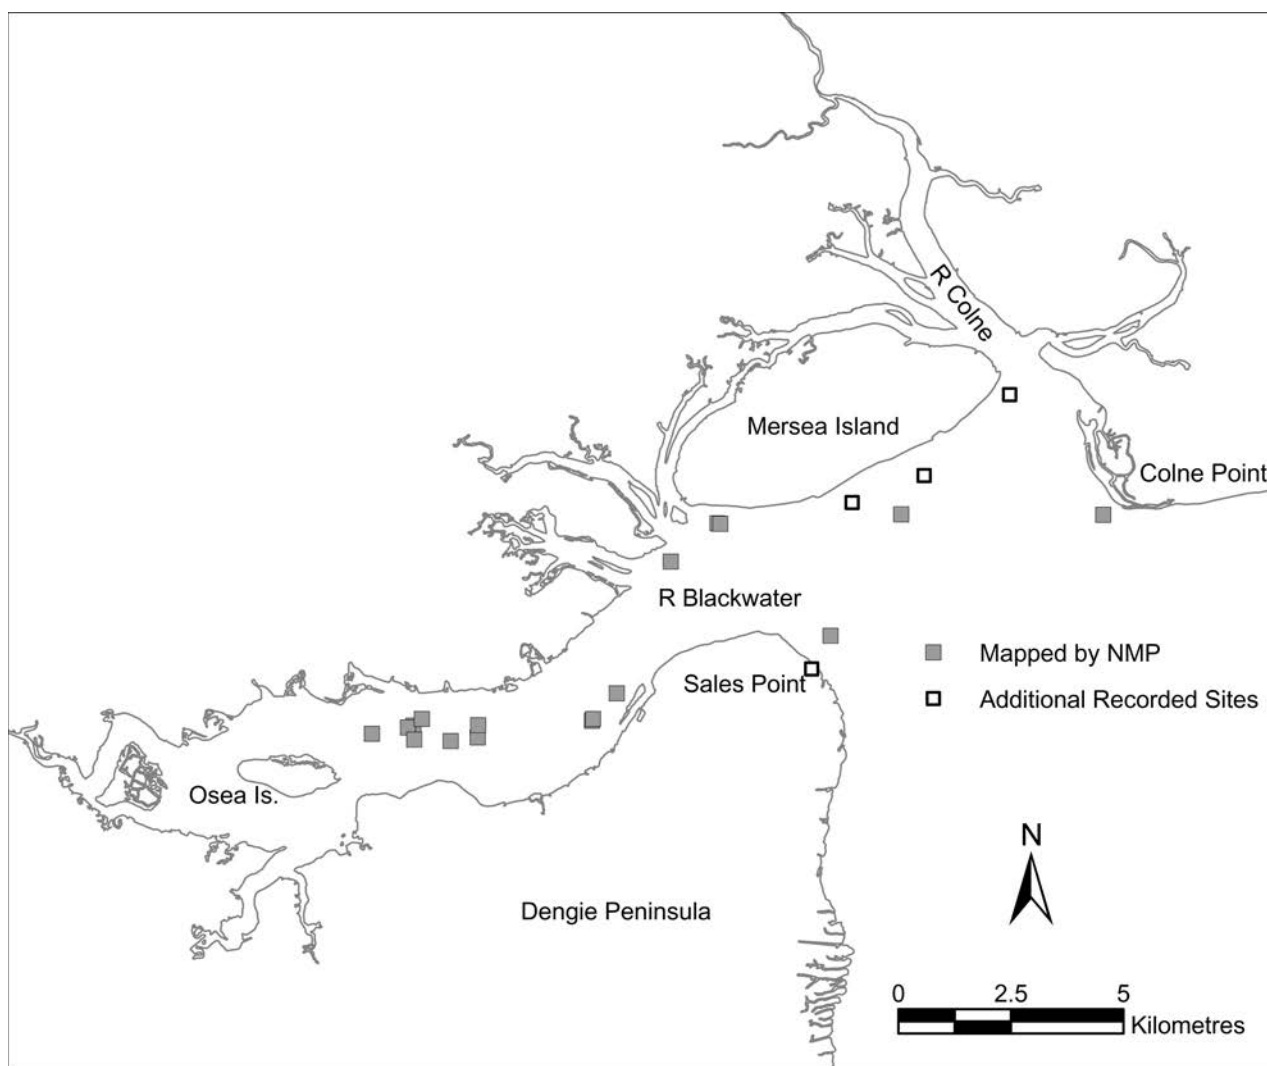 R Colne
Mersea Island
Colne Point
R Blackwater
Mapped by NMP
Sales Point
Additional Recorded Sites
Osea Is.
N
Dengie Peninsula
0 2.5 5
Kilometres